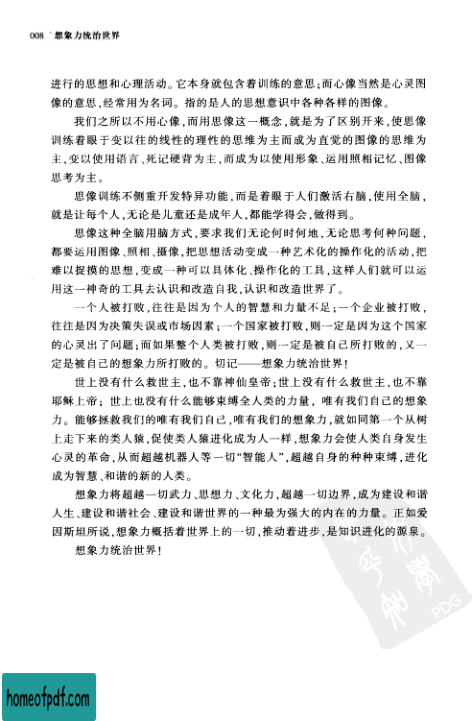 008 想象力统治世界
进行的思想和心理活动。它本身就包含着训练的意思;而心像当然是心灵图
像的意思,经常用为名词。指的是人的思想意识中各种各样的图像。
我们之所以不用心像,而用思像这一概念,就是为了区别开来,使思像
训练着眼于变以往的线性的理性的思维为主而成为直觉的图像的思维为
主,变以使用语言、死记硬背为主,而成为以使用形象、运用照相记忆、图像
思考为主。
思像训练不侧重开发特异功能,而是着眼于人们激活右脑,使用全脑,
就是让每个人,无论是儿童还是成年人,都能学得会,做得到。
思像这种全脑用脑方式,要求我们无论何时何地、无论思考何种问题,
都要运用图像、照相、摄像,把思想活动变成一种艺术化的操作化的活动,把
难以捉摸的思想,变成一种可以具体化、操作化的工具,这样人们就可以运
用这一神奇的工具去认识和改造自我、认识和改造世界了。
一个人被打败,往往是因为个人的智慧和力量不足;一个企业被打败,
往往是因为决策失误或市场因素;一个国家被打败,则一定是因为这个国家
的心灵出了问题;而如果整个人类被打败,则一定是被自己所打败的,又一
定是被自己的想象力所打败的。切记——想象力统治世界!
世上没有什么救世主,也不靠神仙皇帝;世上没有什么救世主,也不靠
耶稣上帝;世上也没有什么能够束缚全人类的力量,唯有我们自己的想象
力。能够拯救我们的唯有我们自己,唯有我们的想象力,就如同第一个从树
上走下来的类人猿,促使类人猿进化成为人一样,想象力会使人类自身发生
心灵的革命,从而超越机器人等一切“智能人”,超越自身的种种束缚,进化
成为智慧、和谐的新的人类。
想象力将超越一切武力、思想力、文化力,超越一切边界,成为建设和谐
人生、建设和谐社会、建设和谐世界的一种最为强大的内在的力量。正如爱
因斯坦所说,想象力概括着世界上的一切,推动着进步,是知识进化的源泉。
想象力统治世界!
PDG
homeofpdf.com